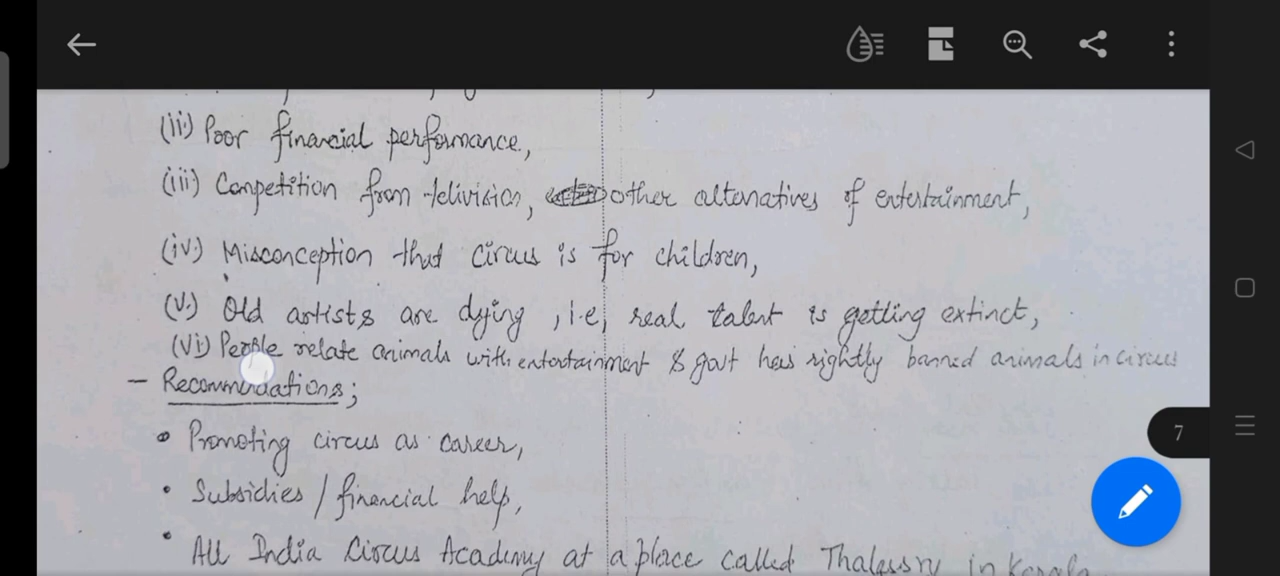 (ii) Poor financial performance,
(iii) Competition from telivision, other alternatives of entertainment,
(iv) Misconception that circus is for children,
(v.) Old artists are dying, i.e, real talent is getting extinct,
(vi) People relate animals with entertainment & govt has rightly banned animals in circus
- Recommendations;
• Promoting circus as career,
• Subsidies / financial help,
• All India Circus Academy at a place called Thalessry in Kerala
7